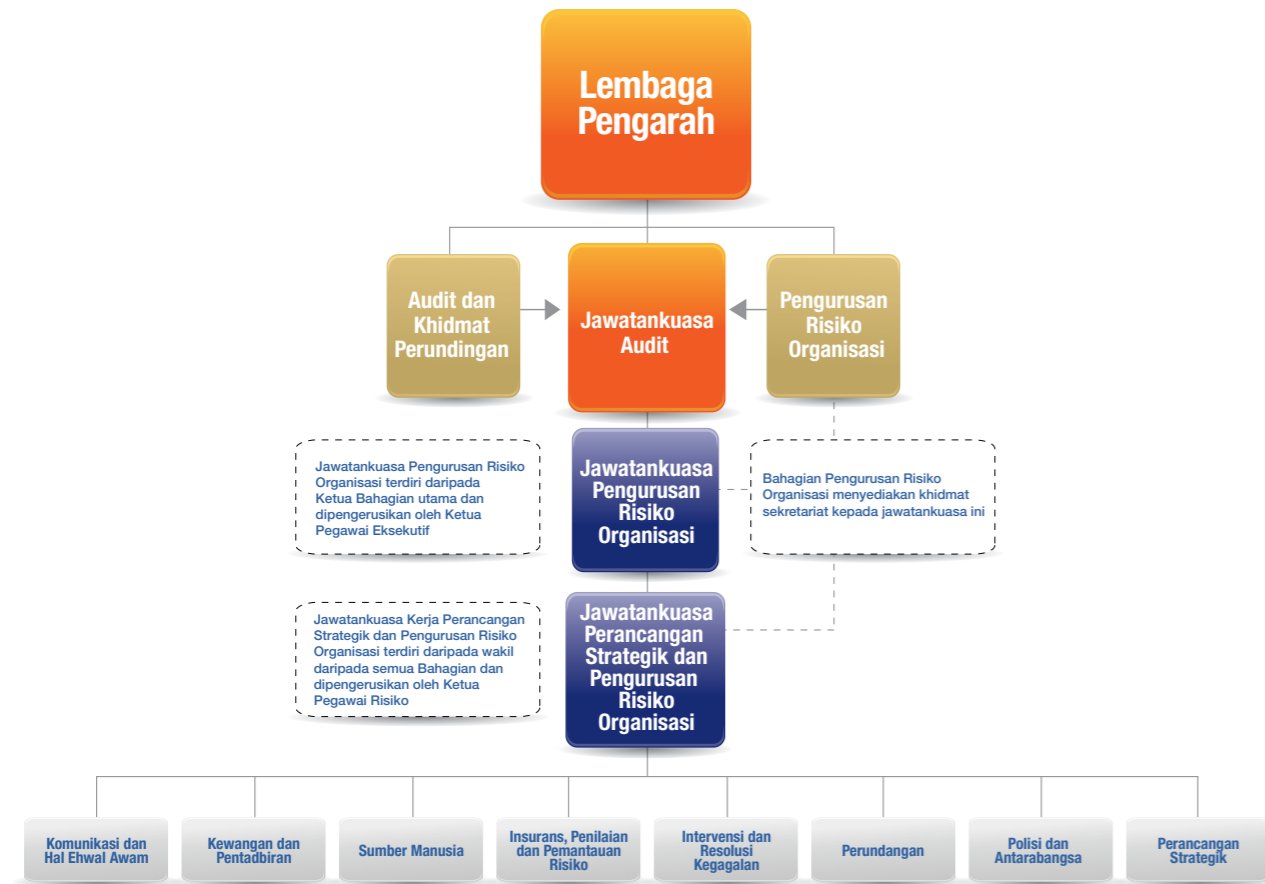 Lembaga
Pengarah
Audit dan
Khidmat
Perundingan
Jawatankuasa
Audit
Pengurusan
Risiko
Organisasi
Jawatankuasa Pengurusan Risiko
Organisasi terdiri daripada
Ketua Bahagian utama dan
dipengerusikan oleh Ketua
Pegawai Eksekutif
Jawatankuasa
Pengurusan
Risiko
Organisasi
Bahagian Pengurusan Risiko
Organisasi menyediakan khidmat
sekretariat kepada jawatankuasa ini
Jawatankuasa Kerja Perancangan
Strategik dan Pengurusan Risiko
Organisasi terdiri daripada wakil
daripada semua Bahagian dan
dipengerusikan oleh Ketua
Pegawai Risiko
Jawatankuasa
Perancangan
Strategik dan
Pengurusan
Risiko
Organisasi
Komunikasi dan
Hal Ehwal Awam
Kewangan dan
Pentadbiran
Sumber Manusia
Insurans, Penilaian
dan Pemantauan
Risiko
Intervensi dan
Resolusi
Kegagalan
Perundangan
Polisi dan
Antarabangsa
Perancangan
Strategik